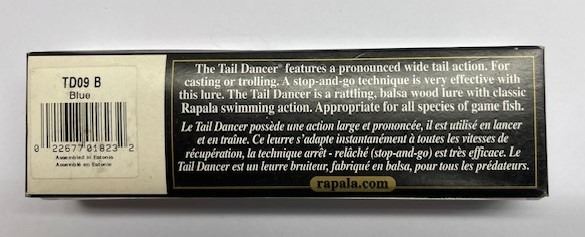 TD09 B
Blue
0 22677 01823 2
Assembled in Estonia
Assemblé en Estonie
The Tail Dancer® features a pronounced wide tail action. For
casting or trolling. A stop-and-go technique is very effective with
this lure. The Tail Dancer is a rattling, balsa wood lure with classic
Rapala swimming action. Appropriate for all species of game fish.
Le Tail Dancer possède une action large et prononcée, il est utilisé en lancer
et en traîne. Ce leurre s'adapte instantanément à toutes les vitesses de
récupération, la technique arrêt - relâché (stop-and-go) est très efficace. Le
Tail Dancer est un leurre bruiteur, fabriqué en balsa, pour tous les prédateurs.
rapala.com